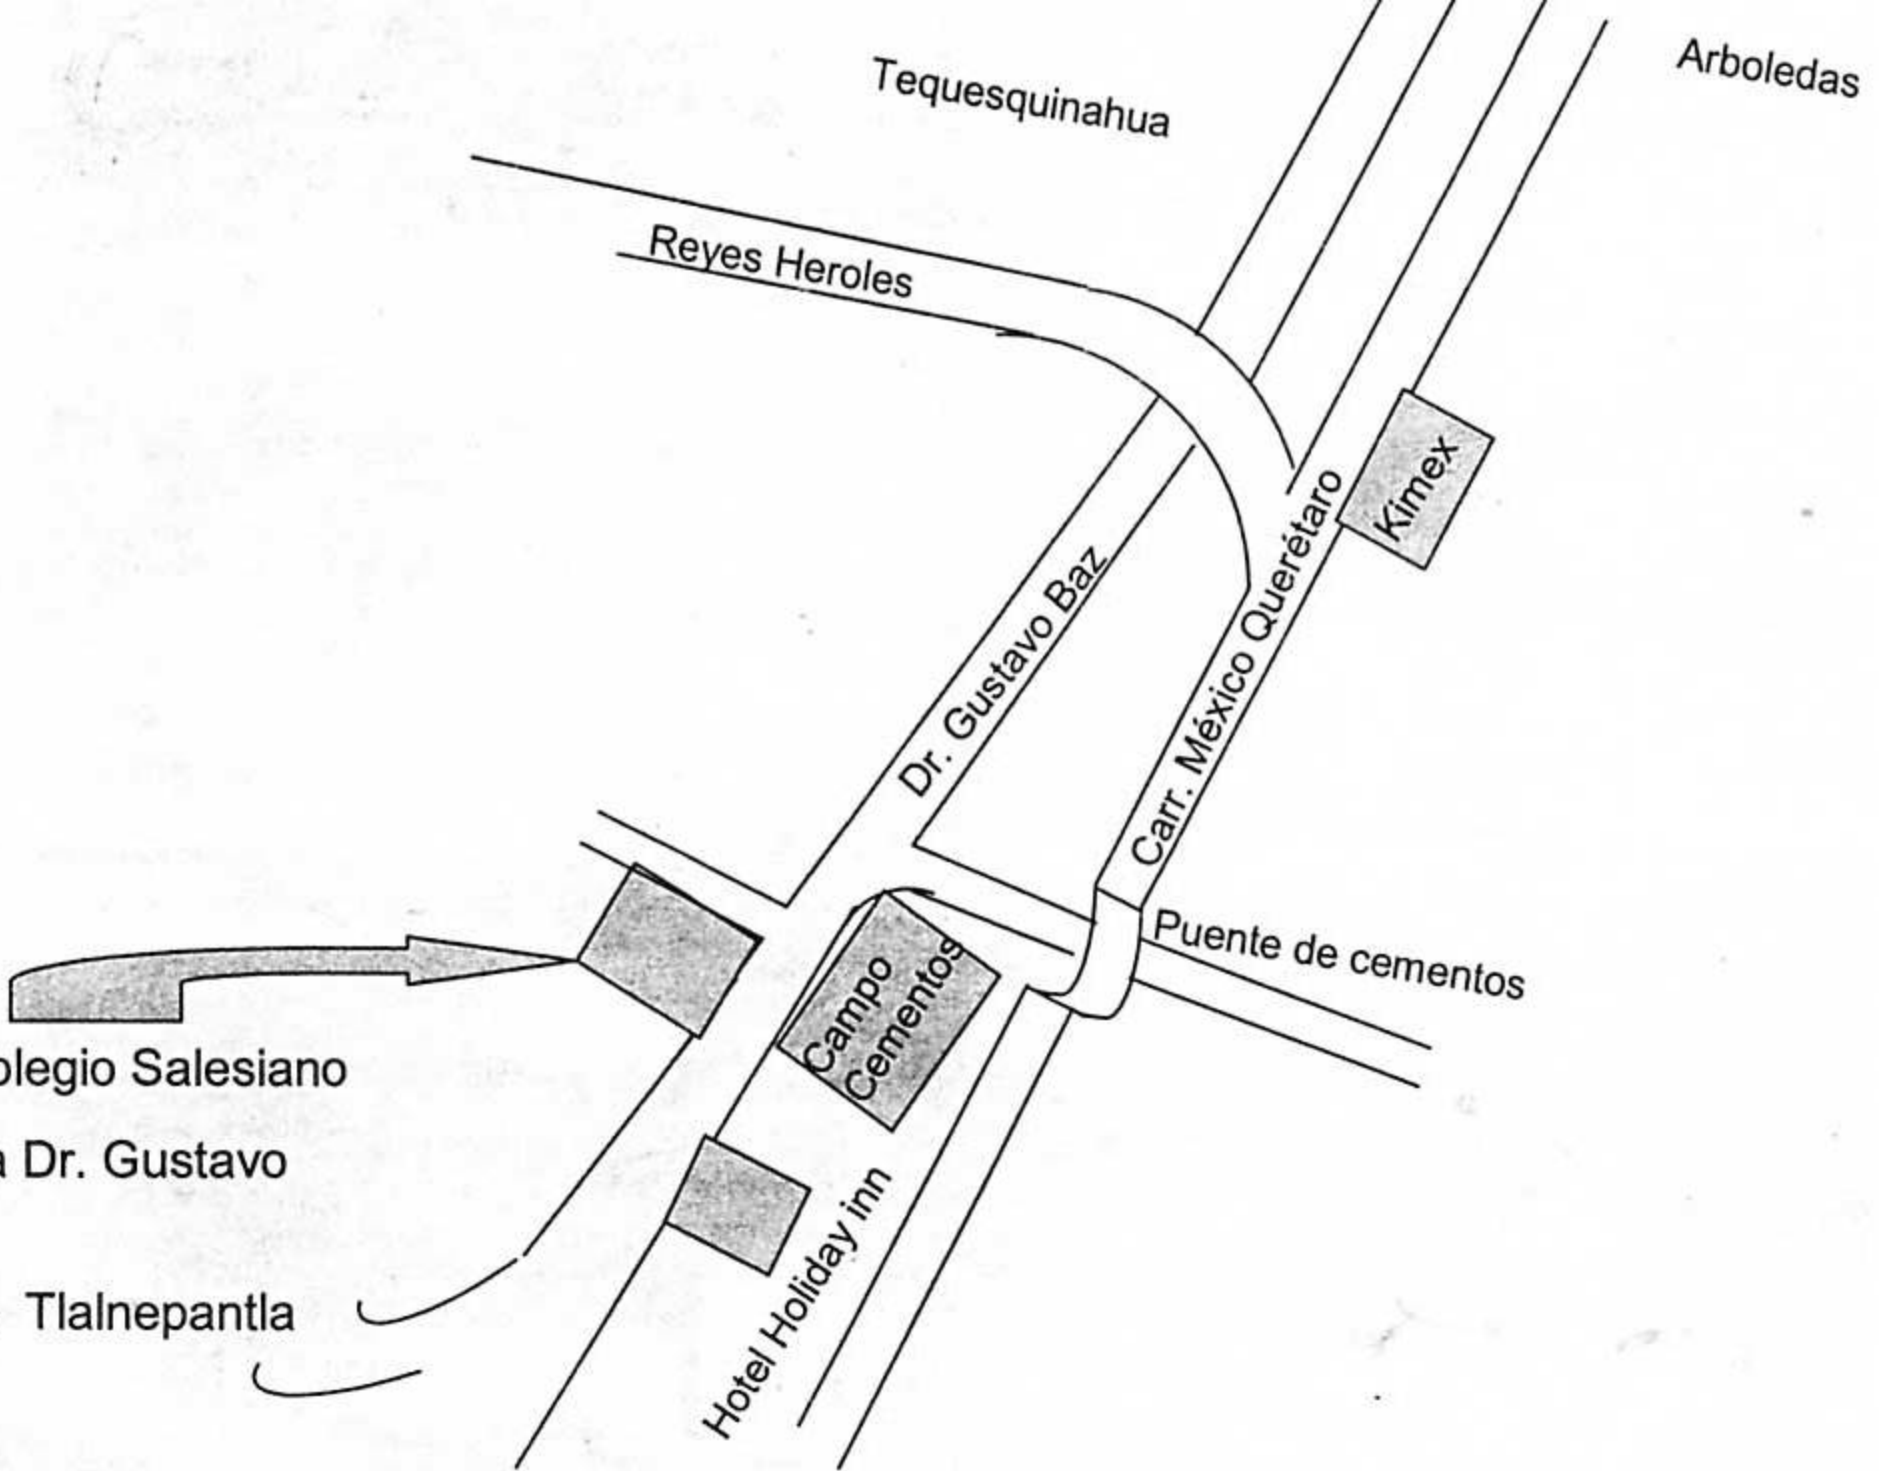 Tequesquinahua
Arboledas
Reyes Heroles
Kimex
Dr. Gustavo Baz
Carr. México Querétaro
Puente de cementos
Campo
Cementos
olegio Salesiano
a Dr. Gustavo
Tlalnepantla
Hotel Holiday inn